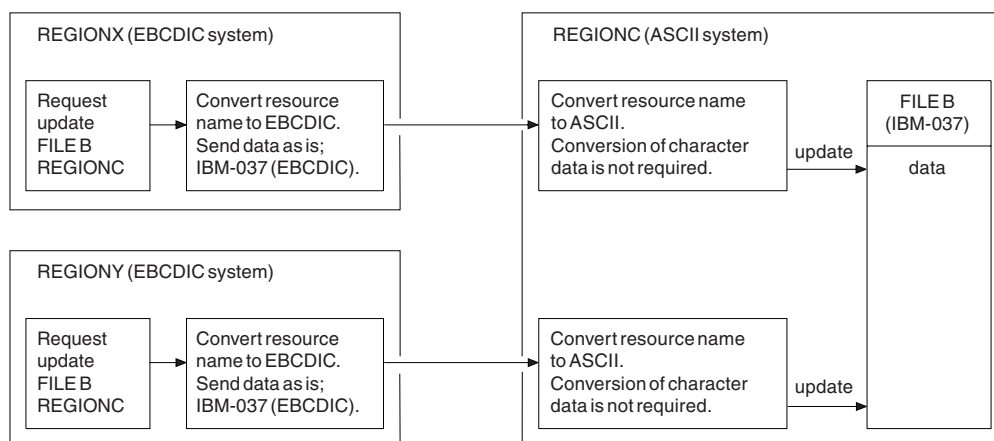 REGIONX (EBCDIC system)
Request
update
FILE B
REGIONC
Convert resource
name to EBCDIC.
Send data as is;
IBM-037 (EBCDIC).
REGIONC (ASCII system)
Convert resource name
to ASCII.
Conversion of character
data is not required.
update
FILE B
(IBM-037)
data
REGIONY (EBCDIC system)
Request
update
FILE B
REGIONC
Convert resource
name to EBCDIC.
Send data as is;
IBM-037 (EBCDIC).
Convert resource name
to ASCII.
Conversion of character
data is not required.
update